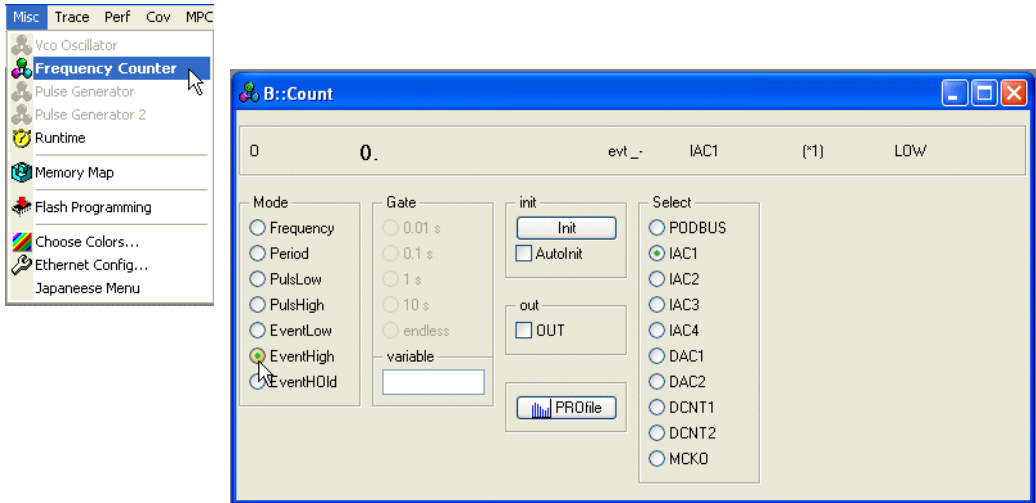 Misc Trace Perf Cov MPC
Vco Oscillator
Frequency Counter
Pulse Generator
Pulse Generator 2
Runtime
Memory Map
Flash Programming
Choose Colors...
Ethernet Config...
Japaneese Menu
B::Count
0 0. evt _- IAC1 (*1) LOW
Mode
Frequency
Period
PulsLow
PulsHigh
EventLow
EventHigh
EventHOld
Gate
0.01 s
0.1 s
1 s
10 s
endless
variable
init
Init
AutoInit
out
OUT
PROfile
Select
PODBUS
IAC1
IAC2
IAC3
IAC4
DAC1
DAC2
DCNT1
DCNT2
MCKO